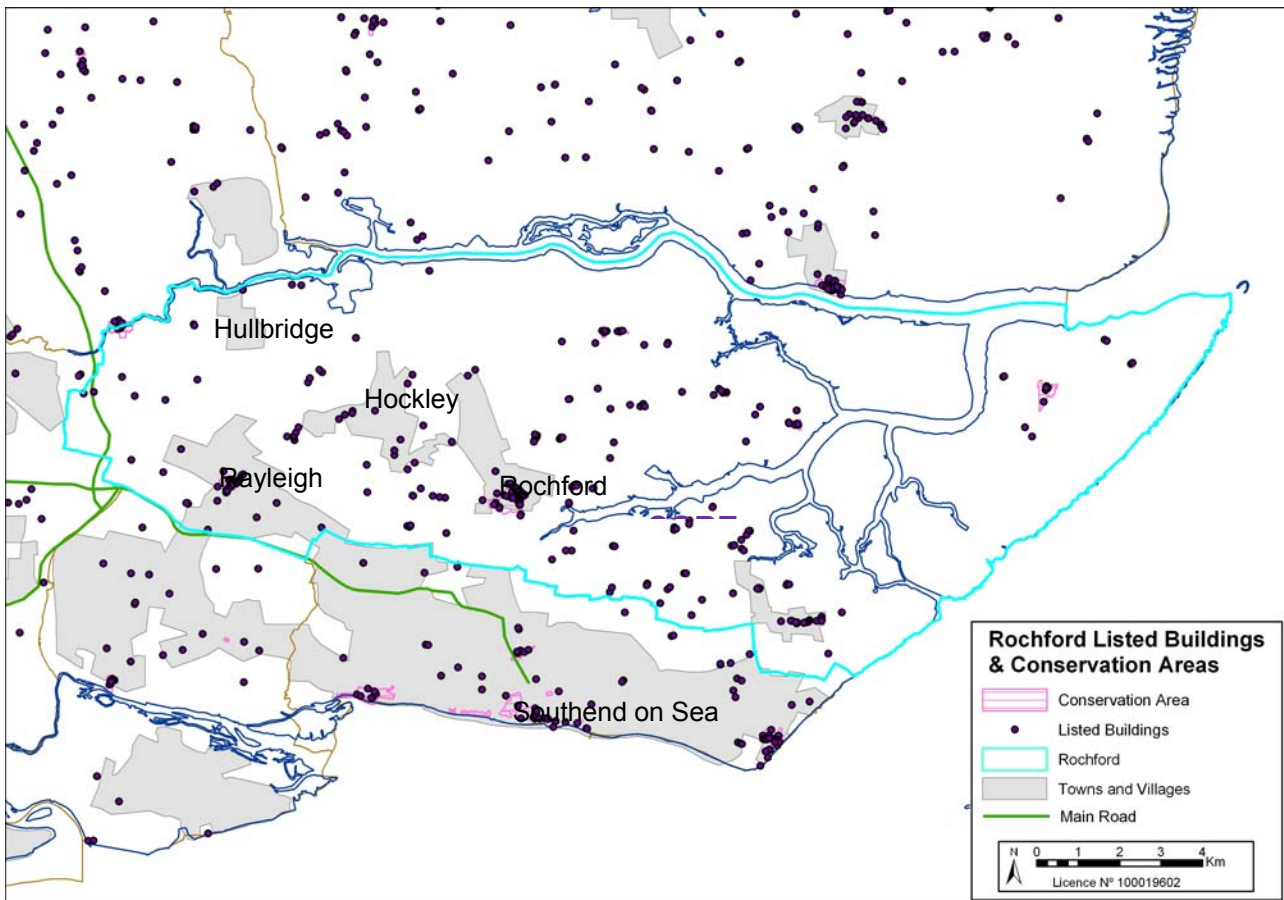 Hullbridge
Hockley
Rayleigh
Rochford
Southend on Sea
Rochford Listed Buildings
& Conservation Areas
Conservation Area
Listed Buildings
Rochford
Towns and Villages
Main Road
N
0 1 2 3 4
Km
Licence Nº 100019602